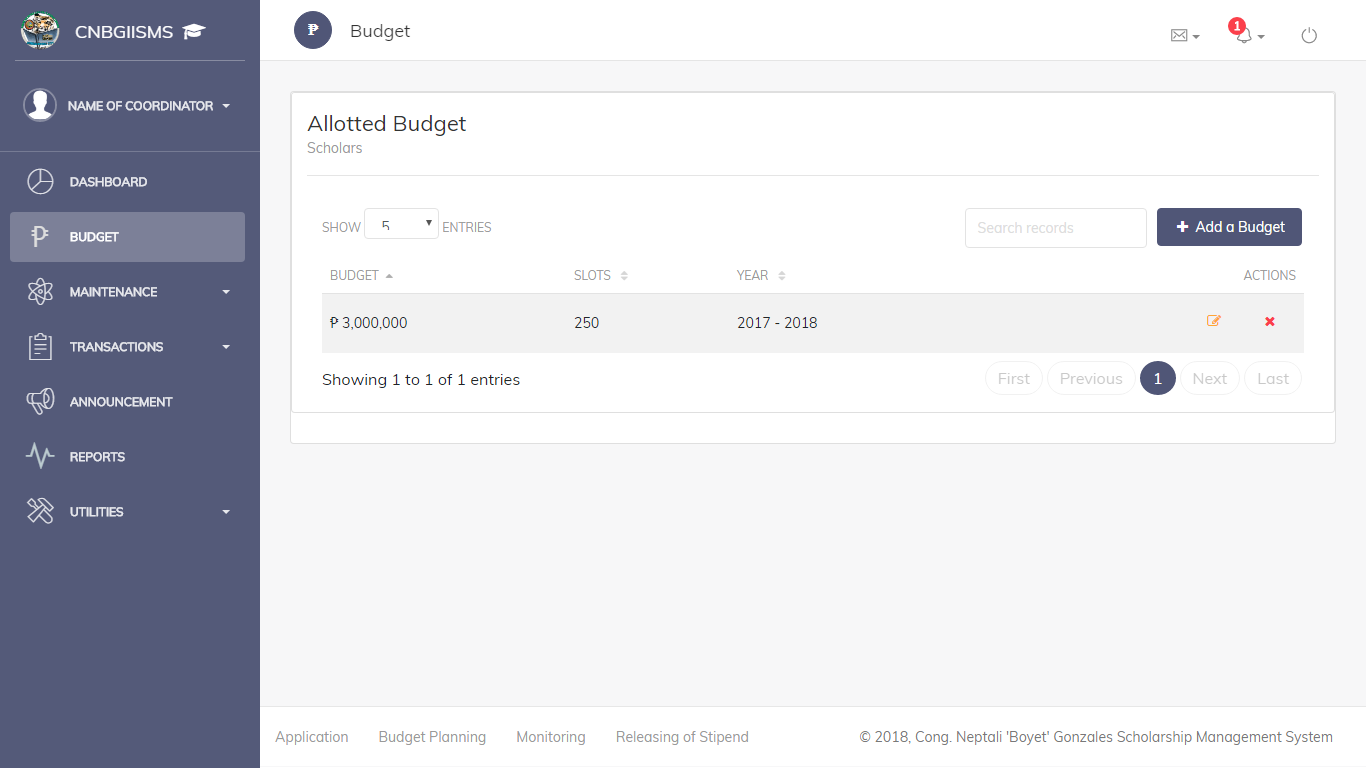 CNBGIISMS
NAME OF COORDINATOR
DASHBOARD
₱ BUDGET
MAINTENANCE
TRANSACTIONS
ANNOUNCEMENT
REPORTS
UTILITIES
₱ Budget
1
Allotted Budget
Scholars
SHOW 5 ENTRIES
Search records
Add a Budget
BUDGET SLOTS YEAR ACTIONS
₱ 3,000,000 250 2017 - 2018
Showing 1 to 1 of 1 entries
First Previous 1 Next Last
Application Budget Planning Monitoring Releasing of Stipend
© 2018, Cong. Neptali 'Boyet' Gonzales Scholarship Management System